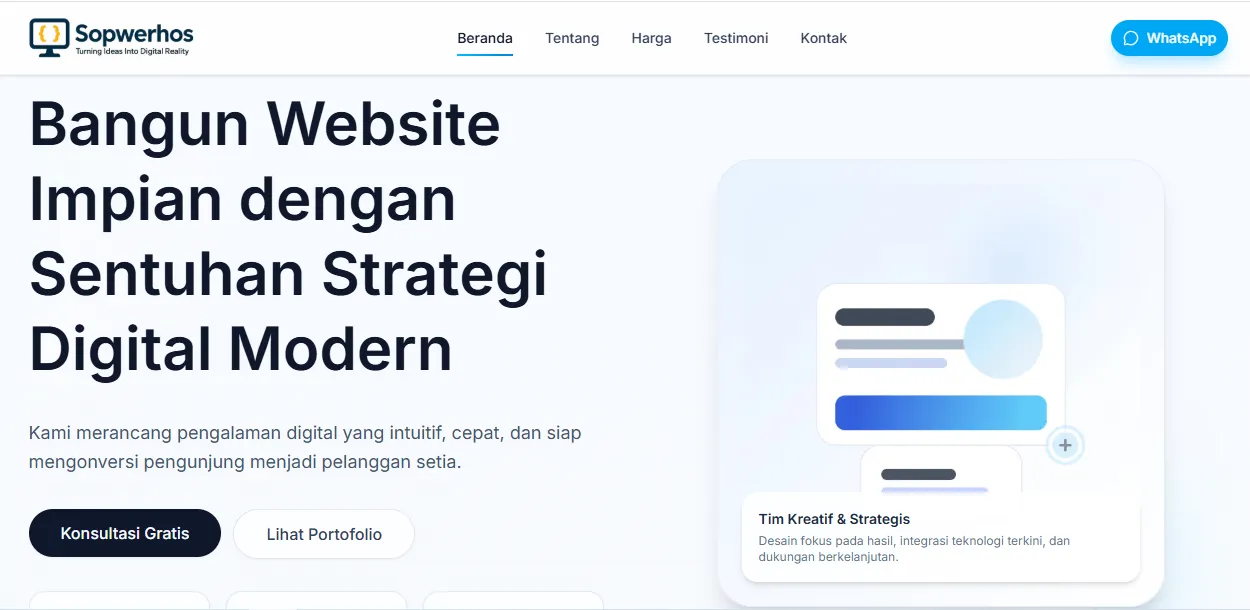 Sopwerhos
Turning Ideas Into Digital Reality
Beranda
Tentang
Harga
Testimoni
Kontak
WhatsApp
Bangun Website
Impian dengan
Sentuhan Strategi
Digital Modern
Kami merancang pengalaman digital yang intuitif, cepat, dan siap
mengonversi pengunjung menjadi pelanggan setia.
Konsultasi Gratis
Lihat Portofolio
Tim Kreatif & Strategis
Desain fokus pada hasil, integrasi teknologi terkini, dan
dukungan berkelanjutan.